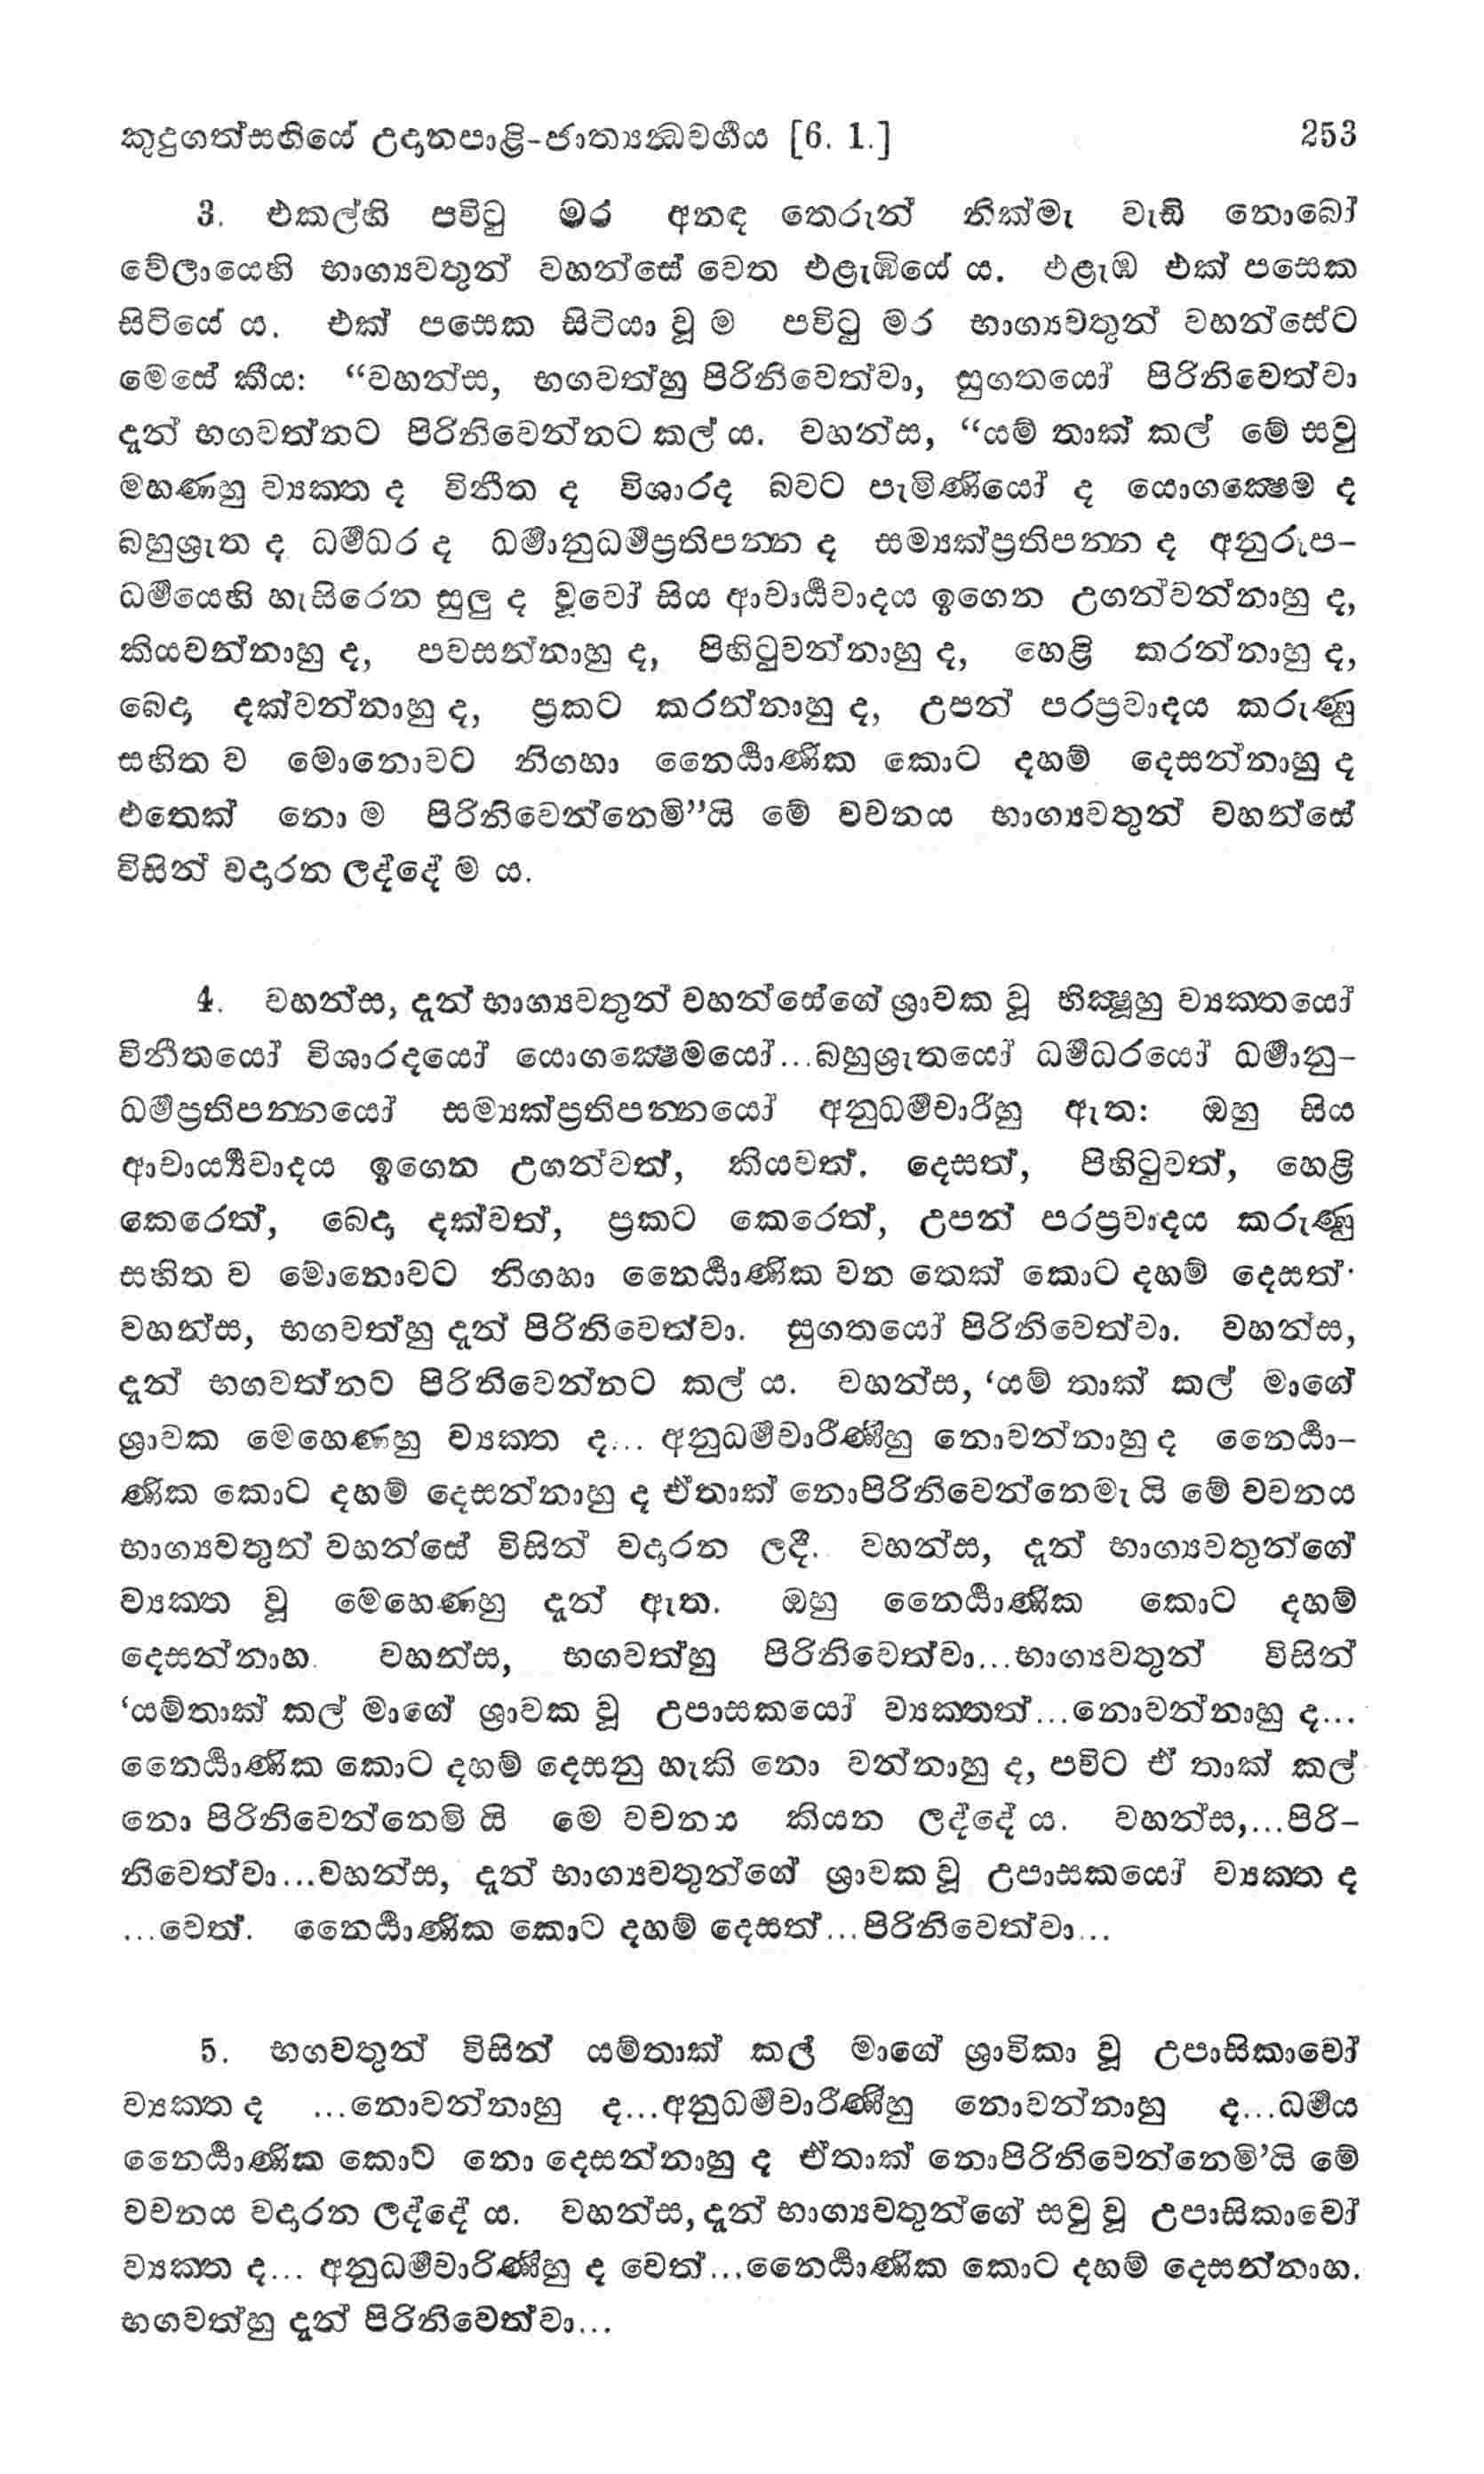 කුදුගත්සඟියේ උදානපාළි-ජාත්‍යන්‍ධවර්‍ගය [6. 1.] 253
3. එකල්හි පවිටු මර අනඳ තෙරුන් නික්මැ වැඩි නොබෝ
වේලායෙහි භාග්‍යවතුන් වහන්සේ වෙත එළැඹියේ ය. එළැඹ එක් පසෙක
සිටියේ ය. එක් පසෙක සිටියා වූ ම පවිටු මර භාග්‍යවතුන් වහන්සේට
මෙසේ කීය: “වහන්ස, භගවත්හු පිරිනිවෙත්වා, සුගතයෝ පිරිනිවෙත්වා
දැන් භගවත්නට පිරිනිවෙන්නට කල් ය. වහන්ස, “යම් තාක් කල් මේ සවු
මහණහු ව්‍යක්ත ද විනීත ද විශාරද බවට පැමිණියෝ ද යොගක්‍ෂෙම ද
බහුශ්‍රැත ද ධර්‍මධර ද ධර්‍මානුධර්‍මප්‍රතිපන්න ද සම්‍යක්ප්‍රතිපන්න ද අනුරූප-
ධර්‍මයෙහි හැසිරෙන සුලු ද වූවෝ සිය ආචාර්‍ය්‍යවාදය ඉගෙන උගන්වන්නාහු ද,
කියවන්නාහු ද, පවසන්නාහු ද, පිහිටුවන්නාහු ද, හෙළි කරන්නාහු ද,
බෙදා දක්වන්නාහු ද, ප්‍රකට කරන්නාහු ද, උපන් පරප්‍රවාදය කරුණු
සහිත ව මොනොවට නිගහා නෛර්‍ය්‍යාණික කොට දහම් දෙසන්නාහු ද
එතෙක් නො ම පිරිනිවෙන්නෙමි”යි මේ වචනය භාග්‍යවතුන් වහන්සේ
විසින් වදාරන ලද්දේ ම ය.
4. වහන්ස, දැන් භාග්‍යවතුන් වහන්සේගේ ශ්‍රාවක වූ භික්‍ෂූහු ව්‍යක්තයෝ
විනීතයෝ විශාරදයෝ යොගක්‍ෂෙමයෝ...බහුශ්‍රැතයෝ ධර්‍මධරයෝ ධර්‍මානු-
ධර්‍මප්‍රතිපන්නයෝ සම්‍යක්ප්‍රතිපන්නයෝ අනුධර්‍මචාරීහු ඇත: ඔහු සිය
ආචාර්‍ය්‍යවාදය ඉගෙන උගන්වත්, කියවත්. දෙසත්, පිහිටුවත්, හෙළි
කෙරෙත්, බෙදා දක්වත්, ප්‍රකට කෙරෙත්, උපන් පරප්‍රවාදය කරුණු
සහිත ව මොනොවට නිගහා නෛර්‍ය්‍යාණික වන තෙක් කොට දහම් දෙසත්.
වහන්ස, භගවත්හු දැන් පිරිනිවෙත්වා. සුගතයෝ පිරිනිවෙත්වා. වහන්ස,
දැන් භගවත්නට පිරිනිවෙන්නට කල් ය. වහන්ස, ‘යම් තාක් කල් මාගේ
ශ්‍රාවක මෙහෙණහු ව්‍යක්ත ද... අනුධර්‍මචාරිණීහු නොවන්නාහු ද නෛර්‍ය්‍යා-
ණික කොට දහම් දෙසන්නාහු ද ඒතාක් නොපිරිනිවෙන්නෙමැ යි මේ වචනය
භාග්‍යවතුන් වහන්සේ විසින් වදාරන ලදී. වහන්ස, දැන් භාග්‍යවතුන්ගේ
ව්‍යක්ත වූ මෙහෙණහු දැන් ඇත. ඔහු නෛර්‍ය්‍යාණික කොට දහම්
දෙසන්නාහ. වහන්ස, භගවත්හු පිරිනිවෙත්වා...භාග්‍යවතුන් විසින්
‘යම්තාක් කල් මාගේ ශ්‍රාවක වූ උපාසකයෝ ව්‍යක්තත්...නොවන්නාහු ද...
නෛර්‍ය්‍යාණික කොට දහම් දෙසනු හැකි නො වන්නාහු ද, පවිට ඒ තාක් කල්
නො පිරිනිවෙන්නෙමි යි මෙ වචනය කියන ලද්දේ ය. වහන්ස,...පිරි-
නිවෙත්වා...වහන්ස, දැන් භාග්‍යවතුන්ගේ ශ්‍රාවක වූ උපාසකයෝ ව්‍යක්ත ද
...වෙත්. නෛර්‍ය්‍යාණික කොට දහම් දෙසත්...පිරිනිවෙත්වා...
5. භගවතුන් විසින් යම්තාක් කල් මාගේ ශ්‍රාවිකා වූ උපාසිකාවෝ
ව්‍යක්ත ද ...නොවන්නාහු ද...අනුධර්‍මචාරිණීහු නොවන්නාහු ද...ධර්‍මය
නෛර්‍ය්‍යාණික කොට නො දෙසන්නාහු ද ඒතාක් නොපිරිනිවෙන්නෙමි’යි මේ
වචනය වදාරන ලද්දේ ය. වහන්ස, දැන් භාග්‍යවතුන්ගේ සවු වූ උපාසිකාවෝ
ව්‍යක්ත ද... අනුධර්‍මචාරිණීහු ද වෙත්...නෛර්‍ය්‍යාණික කොට දහම් දෙසන්නාහ.
භගවත්හු දැන් පිරිනිවෙත්වා...